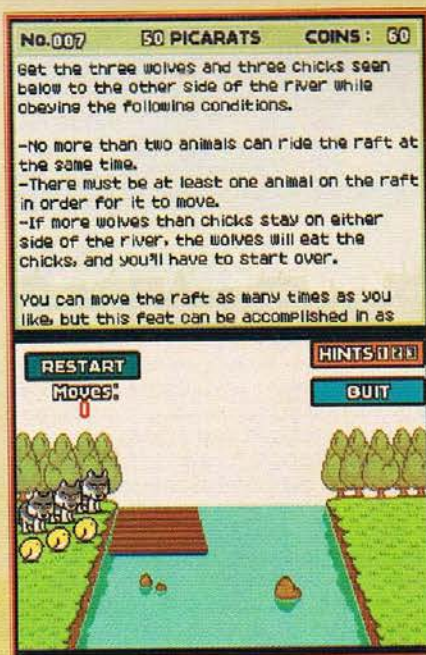 No.007 50 PICARATS COINS: 60
Get the three wolves and three chicks seen
below to the other side of the river while
obeying the following conditions.
-No more than two animals can ride the raft at
the same time.
-There must be at least one animal on the raft
in order for it to move.
-If more wolves than chicks stay on either
side of the river, the wolves will eat the
chicks, and you'll have to start over.
You can move the raft as many times as you
like, but this feat can be accomplished in as
RESTART
HINTS 1 2 3
Moves:
0
QUIT